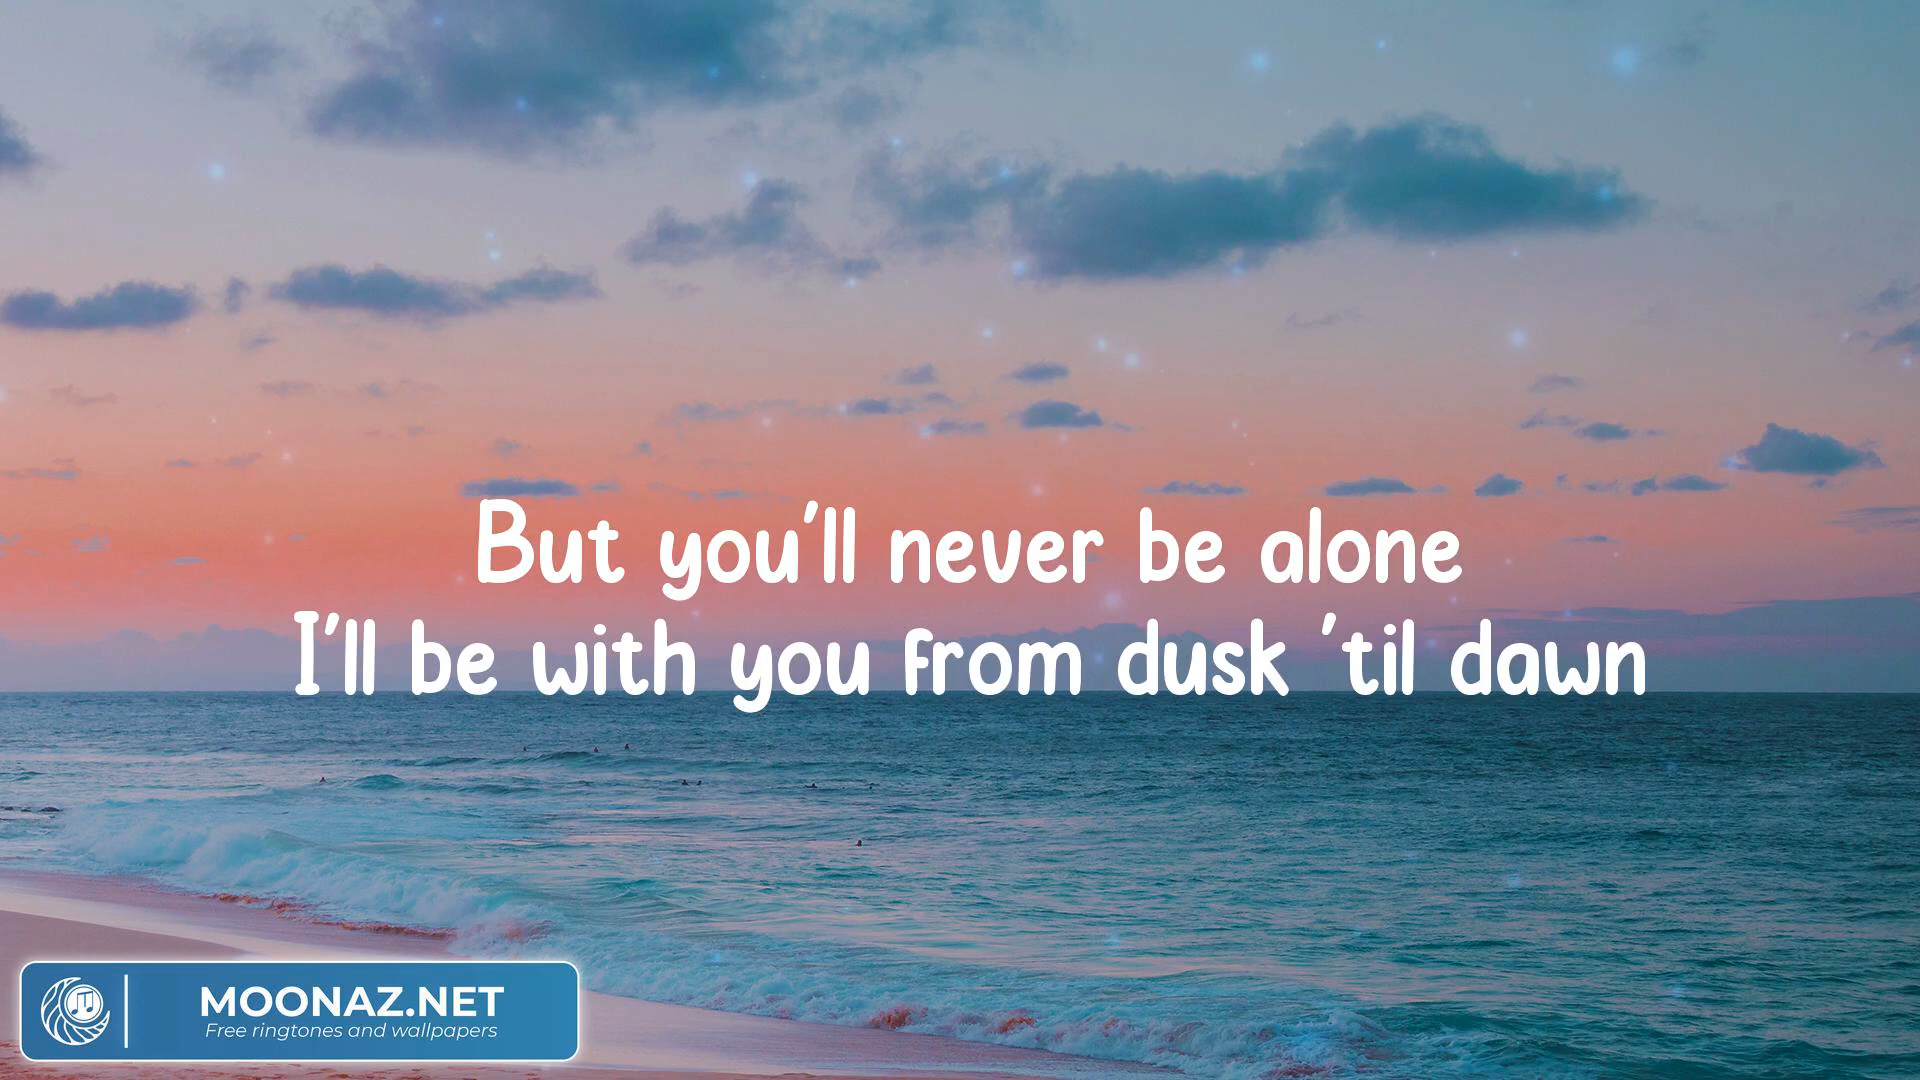 But you'll never be alone
I'll be with you from dusk 'til dawn
MOONAZ.NET
Free ringtones and wallpapers